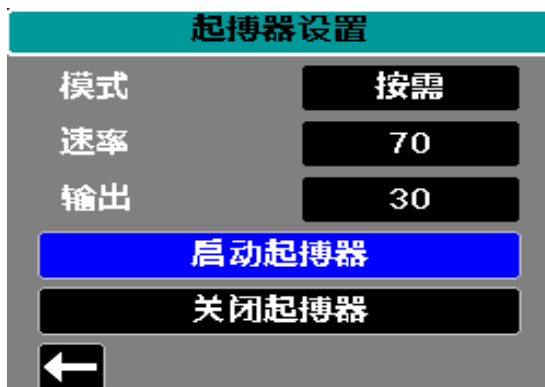 起搏器设置
模式 按需
速率 70
输出 30
启动起搏器
关闭起搏器